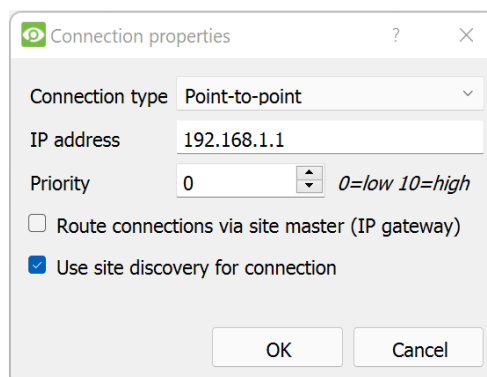 Connection properties ?
Connection type Point-to-point
IP address 192.168.1.1
Priority 0 0=low 10=high
Route connections via site master (IP gateway)
Use site discovery for connection
OK Cancel